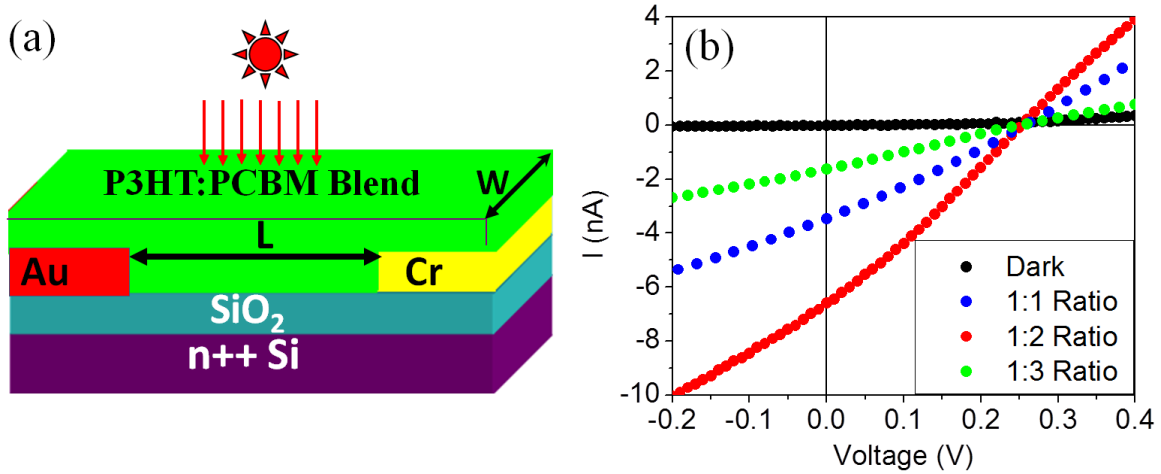 (a)
P3HT:PCBM Blend
W
L
Au
Cr
SiO₂
n++ Si
(b)
4
2
0
-2
-4
-6
-8
-10
I (nA)
-0.2
-0.1
0.0
0.1
0.2
0.3
0.4
Voltage (V)
Dark
1:1 Ratio
1:2 Ratio
1:3 Ratio